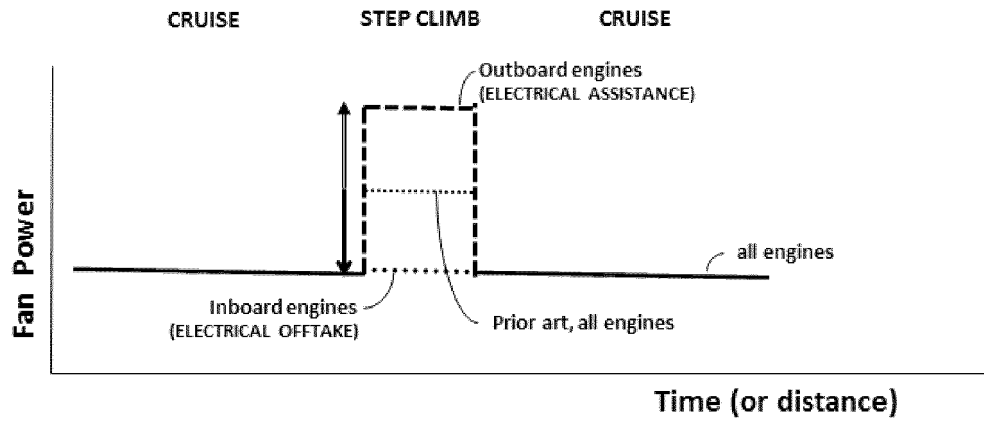 CRUISE
STEP CLIMB
CRUISE
Outboard engines
(ELECTRICAL ASSISTANCE)
Fan Power
all engines
Inboard engines
(ELECTRICAL OFFTAKE)
Prior art, all engines
Time (or distance)